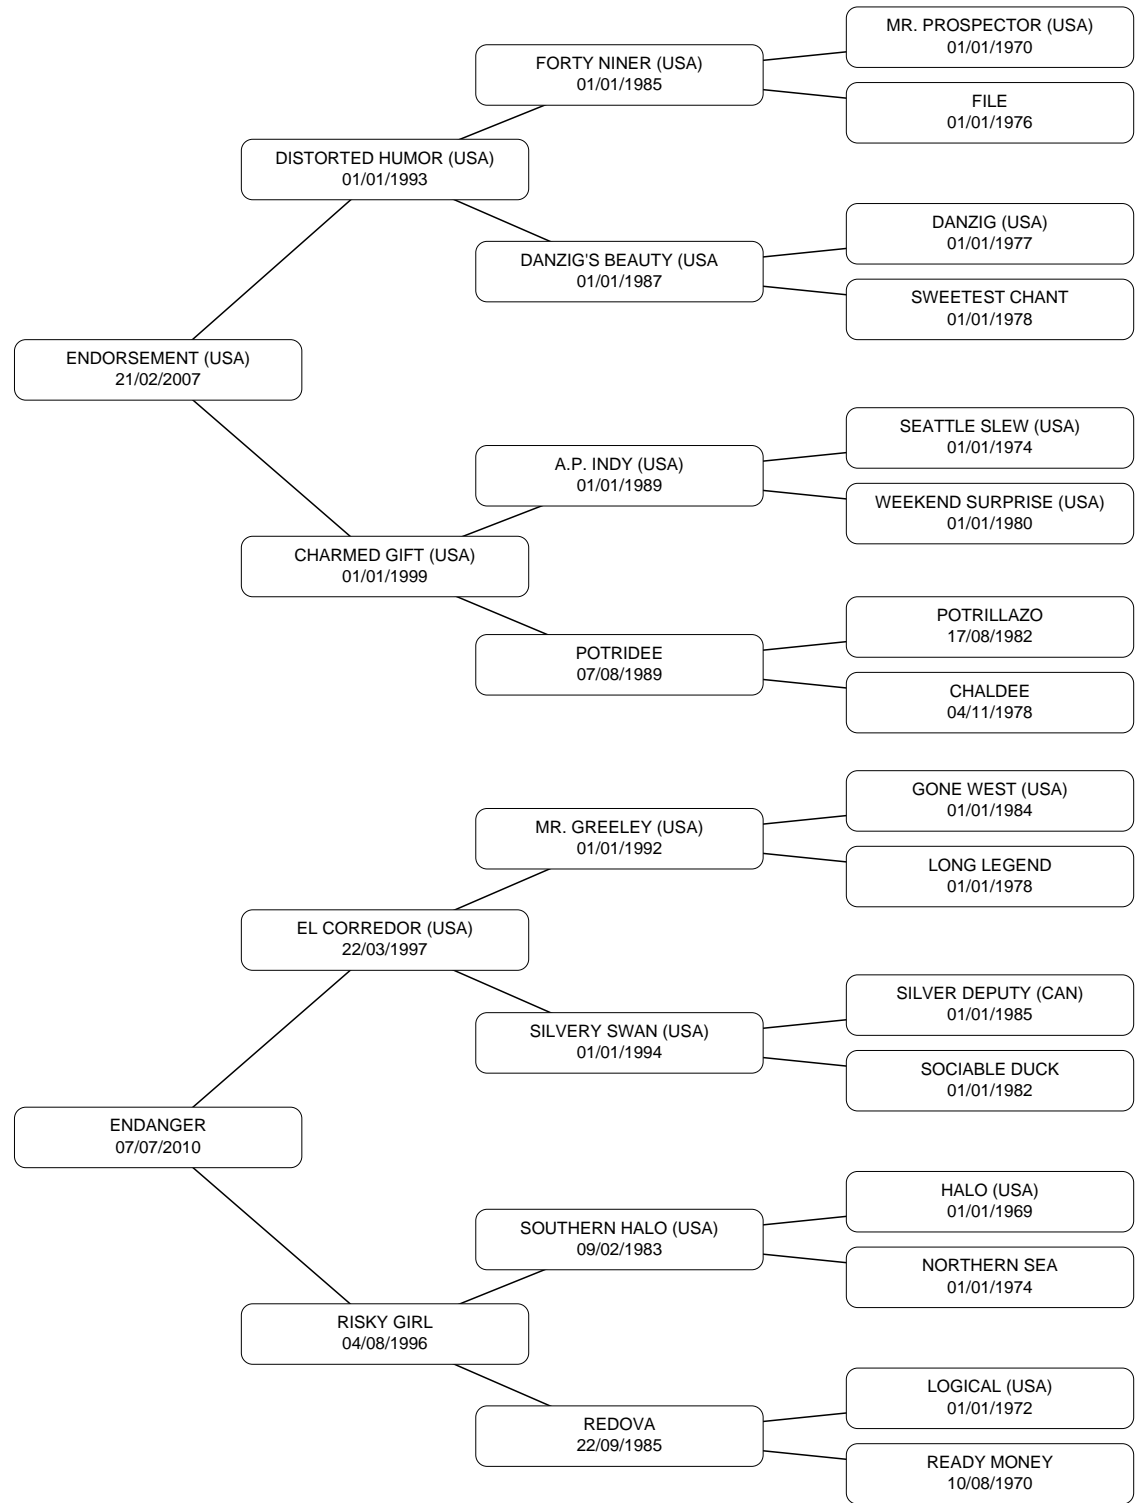 MR. PROSPECTOR (USA)
01/01/1970
FORTY NINER (USA)
01/01/1985
FILE
01/01/1976
DISTORTED HUMOR (USA)
01/01/1993
DANZIG (USA)
01/01/1977
DANZIG'S BEAUTY (USA
01/01/1987
SWEETEST CHANT
01/01/1978
ENDORSEMENT (USA)
21/02/2007
SEATTLE SLEW (USA)
01/01/1974
A.P. INDY (USA)
01/01/1989
WEEKEND SURPRISE (USA)
01/01/1980
CHARMED GIFT (USA)
01/01/1999
POTRILLAZO
17/08/1982
POTRIDEE
07/08/1989
CHALDEE
04/11/1978
GONE WEST (USA)
01/01/1984
MR. GREELEY (USA)
01/01/1992
LONG LEGEND
01/01/1978
EL CORREDOR (USA)
22/03/1997
SILVER DEPUTY (CAN)
01/01/1985
SILVERY SWAN (USA)
01/01/1994
SOCIABLE DUCK
01/01/1982
ENDANGER
07/07/2010
HALO (USA)
01/01/1969
SOUTHERN HALO (USA)
09/02/1983
NORTHERN SEA
01/01/1974
RISKY GIRL
04/08/1996
LOGICAL (USA)
01/01/1972
REDOVA
22/09/1985
READY MONEY
10/08/1970